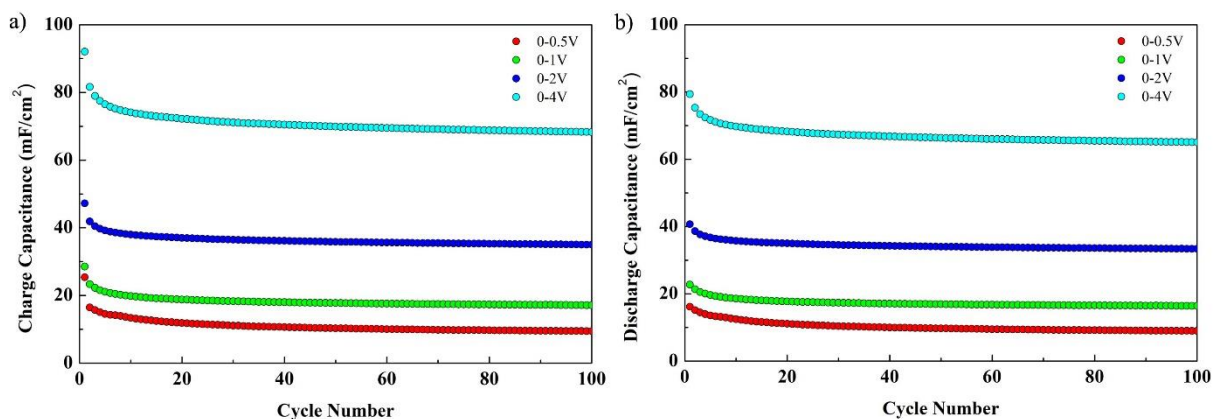 a)
Charge Capacitance (mF/cm²)
100
80
60
40
20
0
0-0.5V
0-1V
0-2V
0-4V
0 20 40 60 80 100
Cycle Number
b)
Discharge Capacitance (mF/cm²)
100
80
60
40
20
0
0-0.5V
0-1V
0-2V
0-4V
0 20 40 60 80 100
Cycle Number